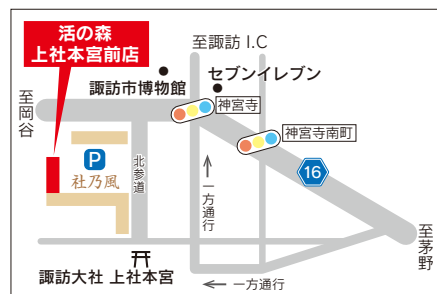 活の森
上社本宮前店
至諏訪 I.C
セブンイレブン
諏訪市博物館
神宮寺
至岡谷
神宮寺南町
P
風乃社
北参道
一方通行
16
至茅野
諏訪大社 上社本宮
一方通行